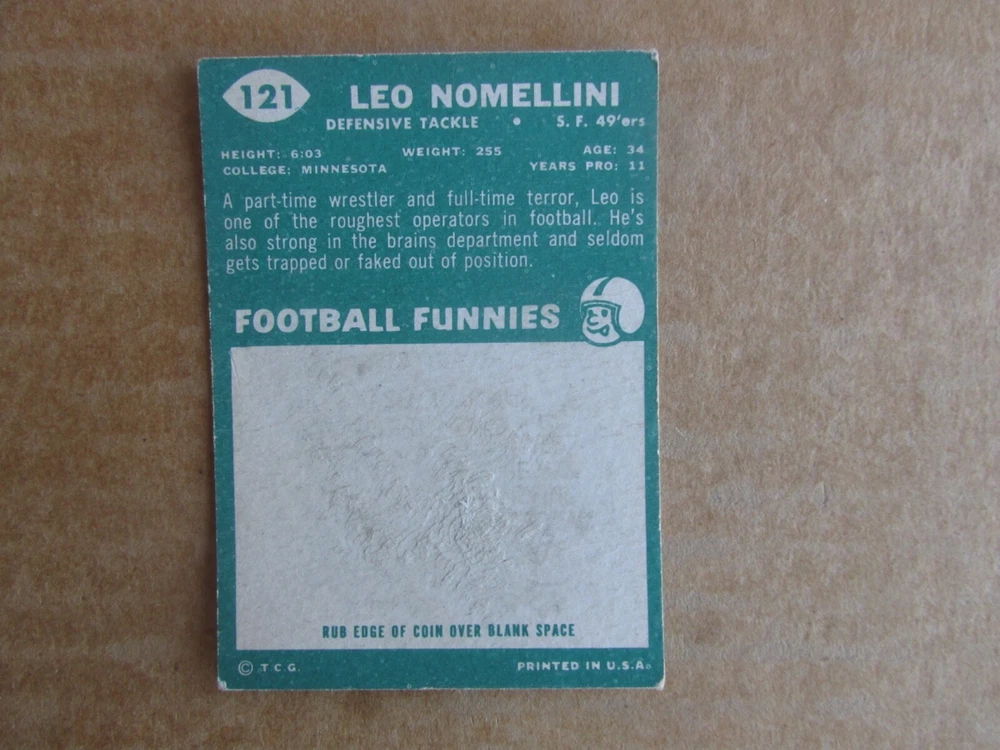 121 LEO NOMELLINI
DEFENSIVE TACKLE • S. F. 49'ers
HEIGHT: 6:03 WEIGHT: 255 AGE: 34
COLLEGE: MINNESOTA YEARS PRO: 11
A part-time wrestler and full-time terror, Leo is
one of the roughest operators in football. He's
also strong in the brains department and seldom
gets trapped or faked out of position.
FOOTBALL FUNNIES
RUB EDGE OF COIN OVER BLANK SPACE
© T.C.G. PRINTED IN U.S.A.